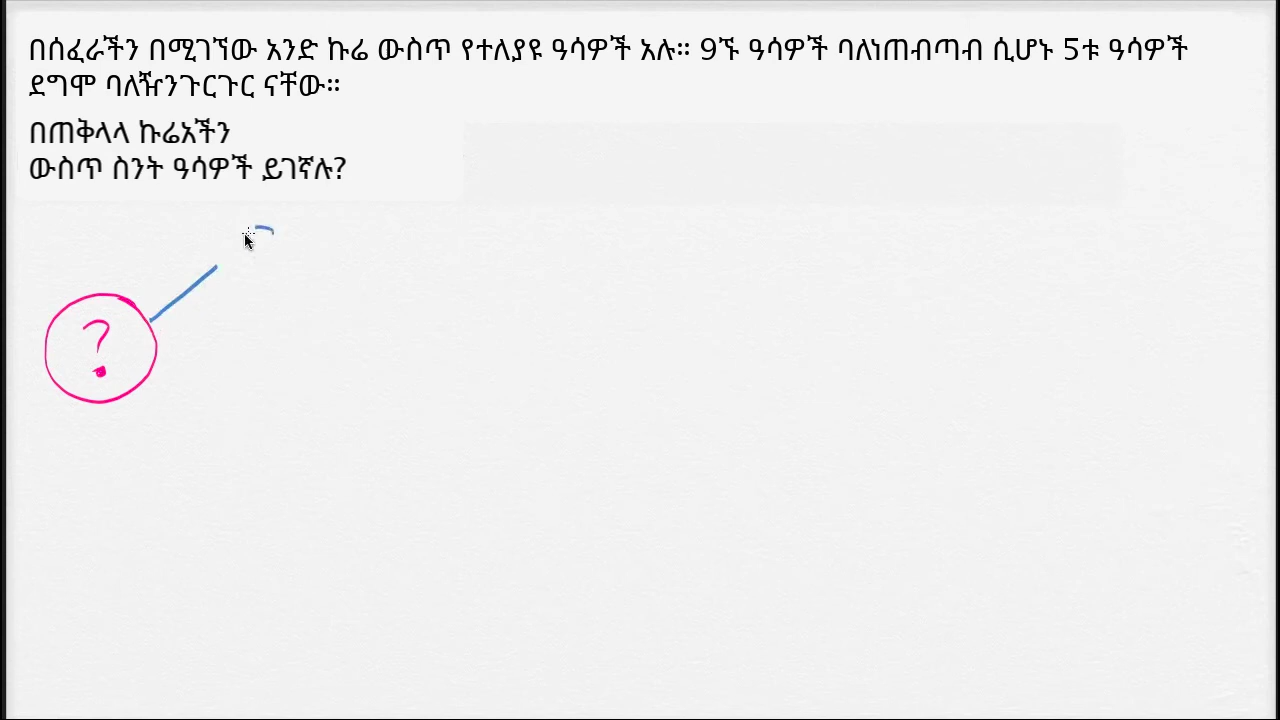 በሰፈራችን በሚገኘው አንድ ኩሬ ውስጥ የተለያዩ ዓሳዎች አሉ። 9ኙ ዓሳዎች ባለነጠብጣብ ሲሆኑ 5ቱ ዓሳዎች
ደግሞ ባለዥንጉርጉር ናቸው።
በጠቅላላ ኩሬአችን
ውስጥ ስንት ዓሳዎች ይገኛሉ?
?